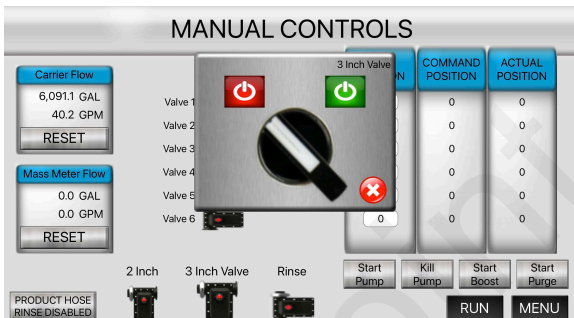 MANUAL CONTROLS
3 Inch Valve
ON
COMMAND POSITION
ACTUAL POSITION
Carrier Flow
6,091.1 GAL
40.2 GPM
RESET
Valve 1
0
0
Valve 2
0
0
Valve 3
0
0
Mass Meter Flow
Valve 4
0
0
0.0 GAL
Valve 5
0
0
0.0 GPM
Valve 6
0
0
0
RESET
2 Inch
3 Inch Valve
Rinse
Start Pump
Kill Pump
Start Boost
Start Purge
PRODUCT HOSE
RINSE DISABLED
RUN
MENU